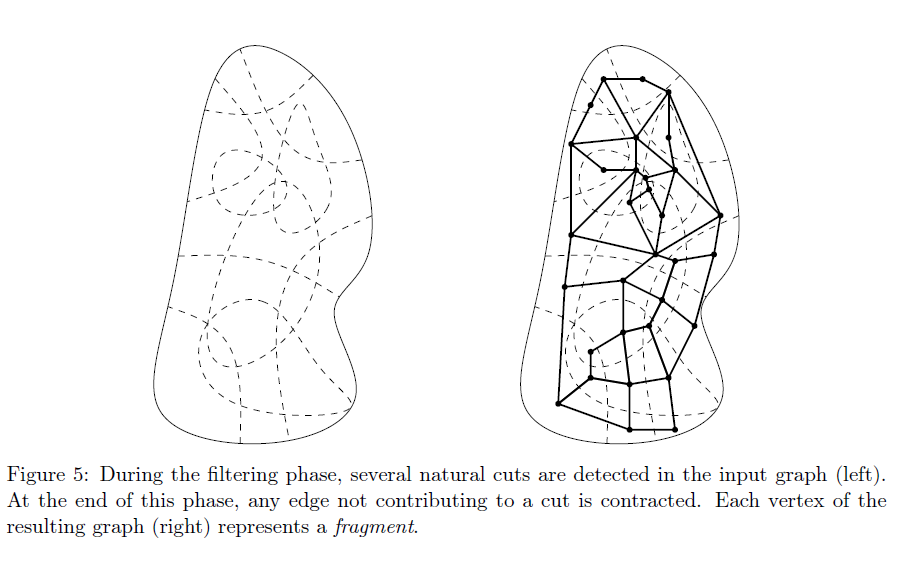 Figure 5: During the filtering phase, several natural cuts are detected in the input graph (left).
At the end of this phase, any edge not contributing to a cut is contracted. Each vertex of the
resulting graph (right) represents a fragment.